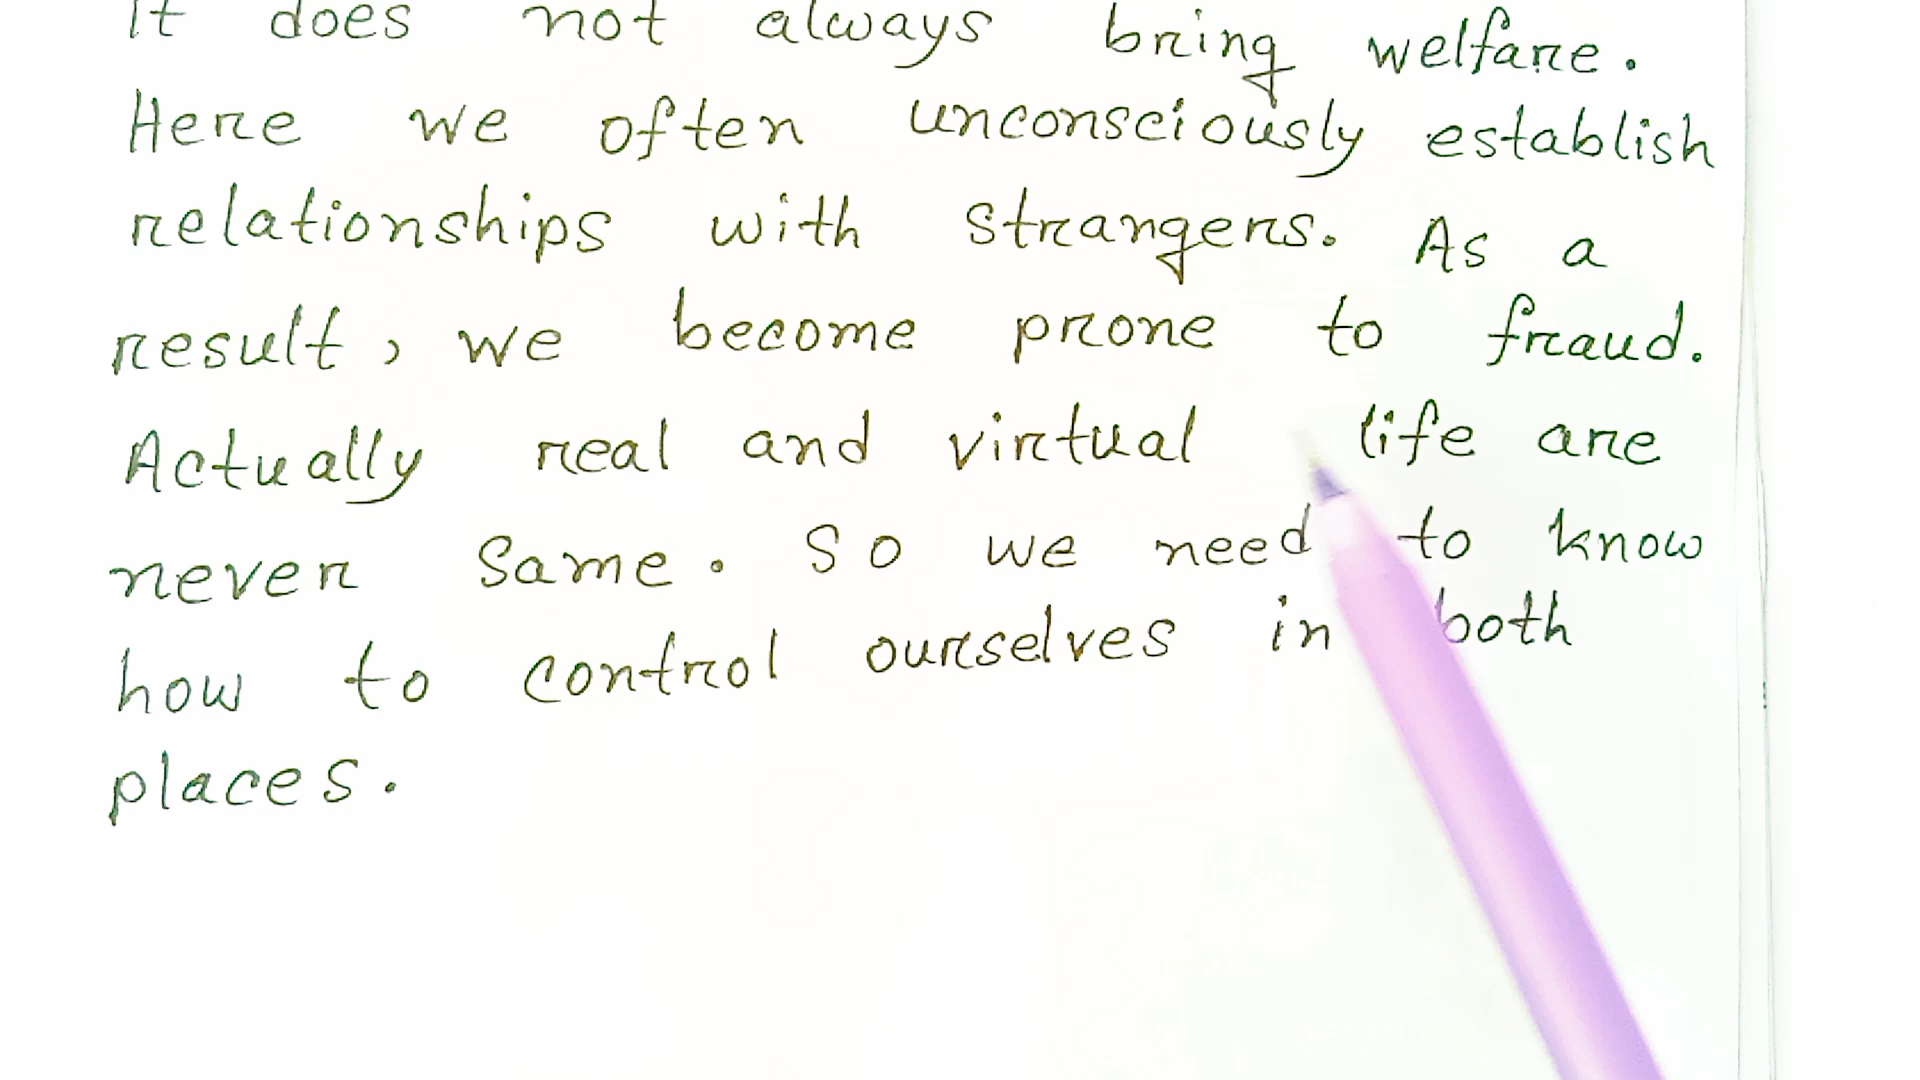 It does not always bring welfare.
Here we often unconsciously establish
relationships with strangers. As a
result, we become prone to fraud.
Actually real and virtual life are
never same. So we need to know
how to control ourselves in both
places.